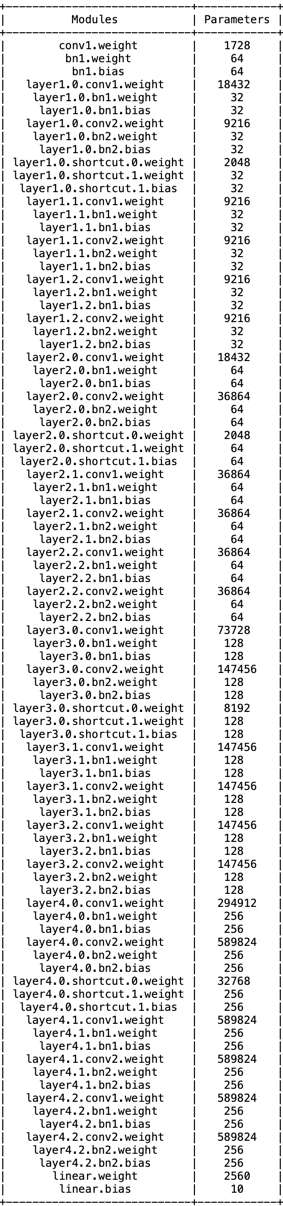 +------------------------------+------------+
|           Modules            | Parameters |
+------------------------------+------------+
|         conv1.weight         |    1728    |
|          bn1.weight          |     64     |
|           bn1.bias           |     64     |
|    layer1.0.conv1.weight     |   18432    |
|     layer1.0.bn1.weight      |     32     |
|      layer1.0.bn1.bias       |     32     |
|    layer1.0.conv2.weight     |    9216    |
|     layer1.0.bn2.weight      |     32     |
|      layer1.0.bn2.bias       |     32     |
|  layer1.0.shortcut.0.weight  |    2048    |
|  layer1.0.shortcut.1.weight  |     32     |
|   layer1.0.shortcut.1.bias   |     32     |
|    layer1.1.conv1.weight     |    9216    |
|     layer1.1.bn1.weight      |     32     |
|      layer1.1.bn1.bias       |     32     |
|    layer1.1.conv2.weight     |    9216    |
|     layer1.1.bn2.weight      |     32     |
|      layer1.1.bn2.bias       |     32     |
|    layer1.2.conv1.weight     |    9216    |
|     layer1.2.bn1.weight      |     32     |
|      layer1.2.bn1.bias       |     32     |
|    layer1.2.conv2.weight     |    9216    |
|     layer1.2.bn2.weight      |     32     |
|      layer1.2.bn2.bias       |     32     |
|    layer2.0.conv1.weight     |   18432    |
|     layer2.0.bn1.weight      |     64     |
|      layer2.0.bn1.bias       |     64     |
|    layer2.0.conv2.weight     |   36864    |
|     layer2.0.bn2.weight      |     64     |
|      layer2.0.bn2.bias       |     64     |
|  layer2.0.shortcut.0.weight  |    2048    |
|  layer2.0.shortcut.1.weight  |     64     |
|   layer2.0.shortcut.1.bias   |     64     |
|    layer2.1.conv1.weight     |   36864    |
|     layer2.1.bn1.weight      |     64     |
|      layer2.1.bn1.bias       |     64     |
|    layer2.1.conv2.weight     |   36864    |
|     layer2.1.bn2.weight      |     64     |
|      layer2.1.bn2.bias       |     64     |
|    layer2.2.conv1.weight     |   36864    |
|     layer2.2.bn1.weight      |     64     |
|      layer2.2.bn1.bias       |     64     |
|    layer2.2.conv2.weight     |   36864    |
|     layer2.2.bn2.weight      |     64     |
|      layer2.2.bn2.bias       |     64     |
|    layer3.0.conv1.weight     |   73728    |
|     layer3.0.bn1.weight      |    128     |
|      layer3.0.bn1.bias       |    128     |
|    layer3.0.conv2.weight     |   147456   |
|     layer3.0.bn2.weight      |    128     |
|      layer3.0.bn2.bias       |    128     |
|  layer3.0.shortcut.0.weight  |    8192    |
|  layer3.0.shortcut.1.weight  |    128     |
|   layer3.0.shortcut.1.bias   |    128     |
|    layer3.1.conv1.weight     |   147456   |
|     layer3.1.bn1.weight      |    128     |
|      layer3.1.bn1.bias       |    128     |
|    layer3.1.conv2.weight     |   147456   |
|     layer3.1.bn2.weight      |    128     |
|      layer3.1.bn2.bias       |    128     |
|    layer3.2.conv1.weight     |   147456   |
|     layer3.2.bn1.weight      |    128     |
|      layer3.2.bn1.bias       |    128     |
|    layer3.2.conv2.weight     |   147456   |
|     layer3.2.bn2.weight      |    128     |
|      layer3.2.bn2.bias       |    128     |
|    layer4.0.conv1.weight     |   294912   |
|     layer4.0.bn1.weight      |    256     |
|      layer4.0.bn1.bias       |    256     |
|    layer4.0.conv2.weight     |   589824   |
|     layer4.0.bn2.weight      |    256     |
|      layer4.0.bn2.bias       |    256     |
|  layer4.0.shortcut.0.weight  |   32768    |
|  layer4.0.shortcut.1.weight  |    256     |
|   layer4.0.shortcut.1.bias   |    256     |
|    layer4.1.conv1.weight     |   589824   |
|     layer4.1.bn1.weight      |    256     |
|      layer4.1.bn1.bias       |    256     |
|    layer4.1.conv2.weight     |   589824   |
|     layer4.1.bn2.weight      |    256     |
|      layer4.1.bn2.bias       |    256     |
|    layer4.2.conv1.weight     |   589824   |
|     layer4.2.bn1.weight      |    256     |
|      layer4.2.bn1.bias       |    256     |
|    layer4.2.conv2.weight     |   589824   |
|     layer4.2.bn2.weight      |    256     |
|      layer4.2.bn2.bias       |    256     |
|        linear.weight         |    2560    |
|         linear.bias          |     10     |
+------------------------------+------------+